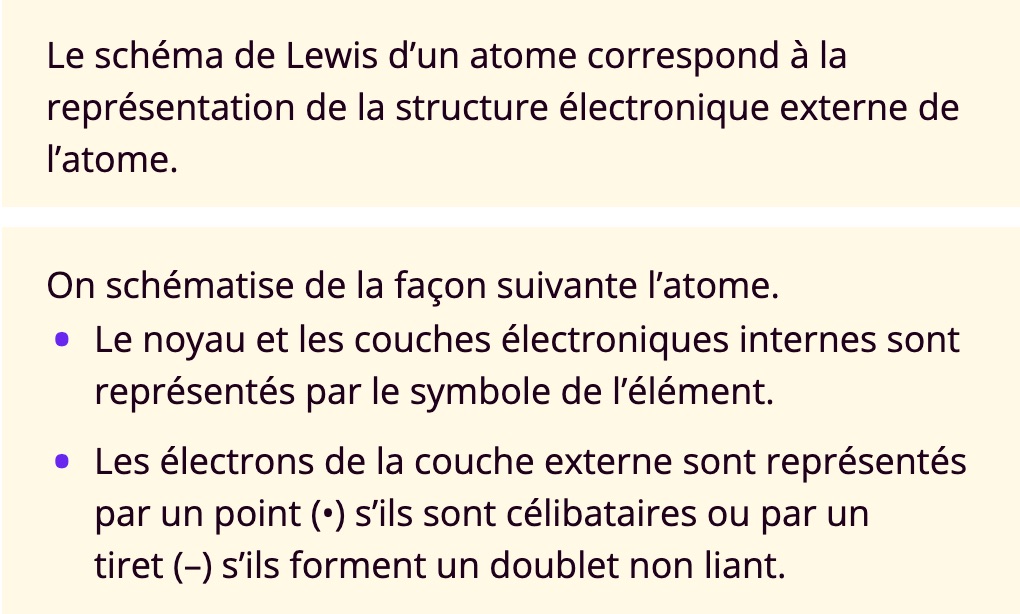 Le schéma de Lewis d’un atome correspond à la
représentation de la structure électronique externe de
l’atome.
On schématise de la façon suivante l’atome.
• Le noyau et les couches électroniques internes sont
représentés par le symbole de l’élément.
• Les électrons de la couche externe sont représentés
par un point (•) s’ils sont célibataires ou par un
tiret (–) s’ils forment un doublet non liant.